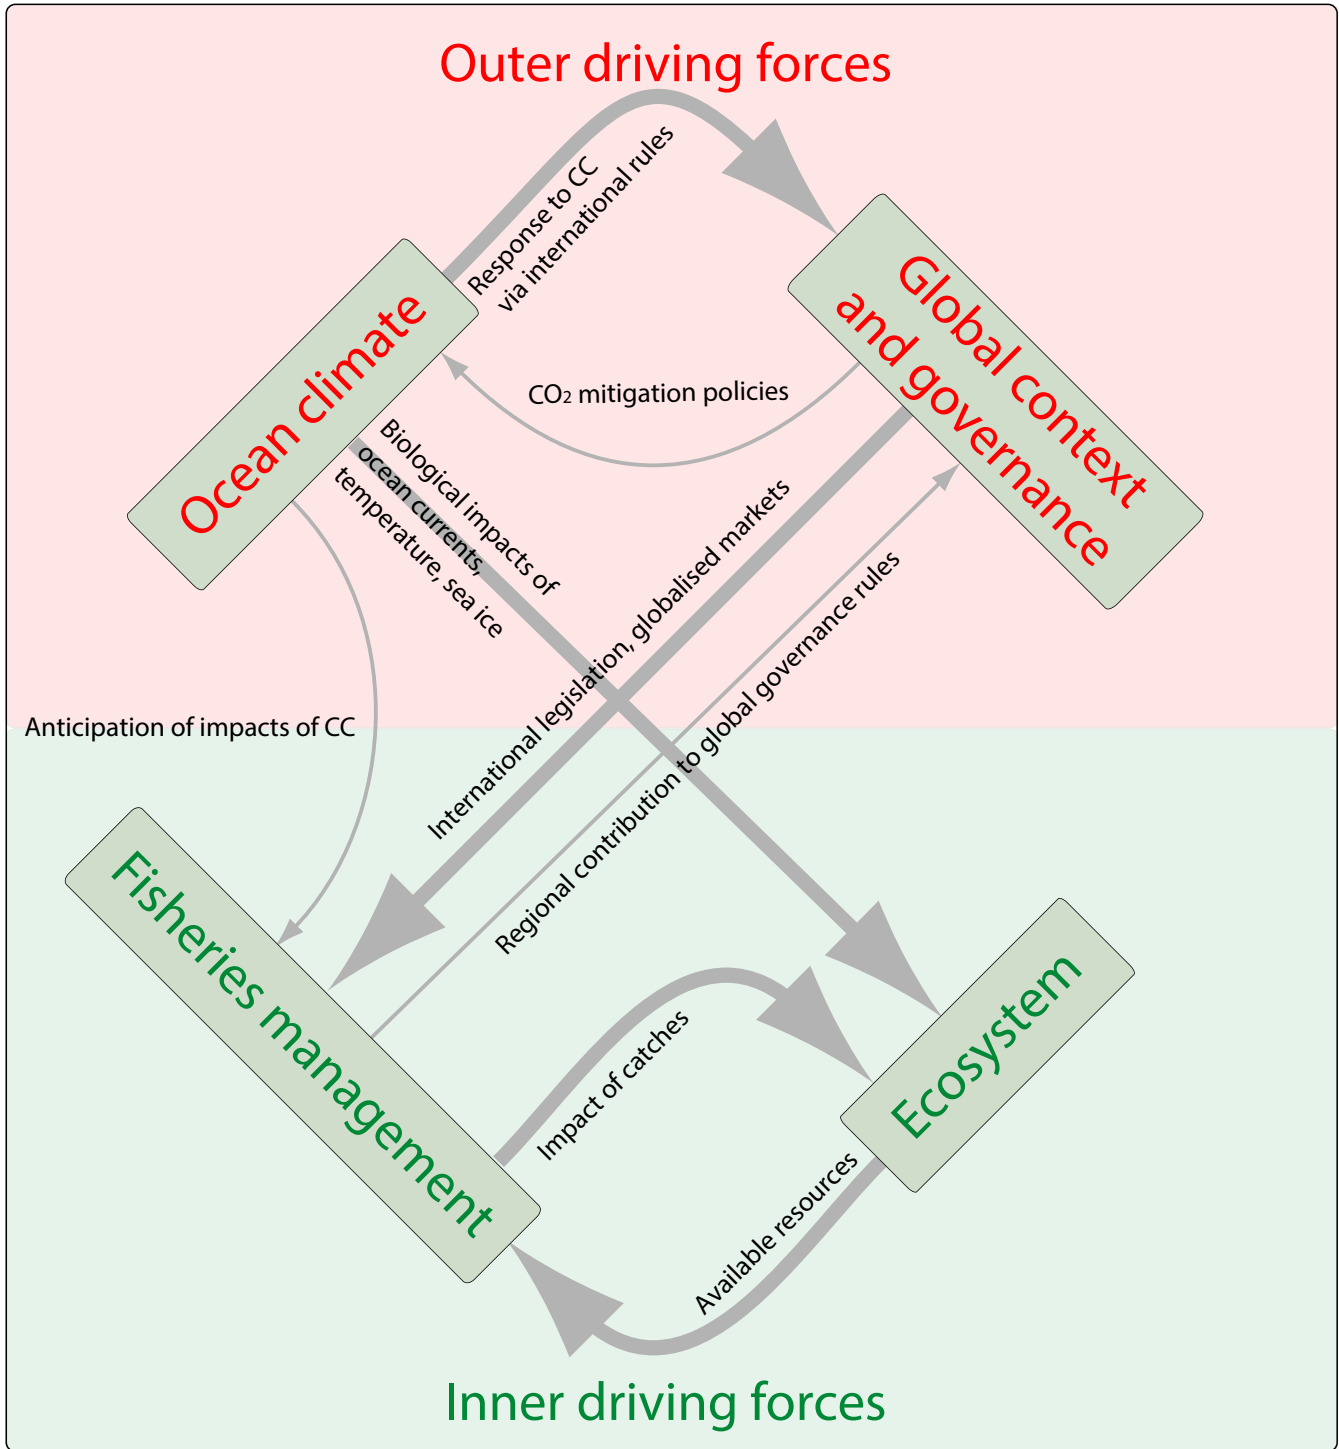 Outer driving forces
Response to CC
via international rules
Ocean climate
Global context
and governance
CO2 mitigation policies
Biological impacts of
ocean currents,
temperature, sea ice
International legislation, globalised markets
Regional contribution to global governance rules
Anticipation of impacts of CC
Fisheries management
Impact of catches
Ecosystem
Available resources
Inner driving forces